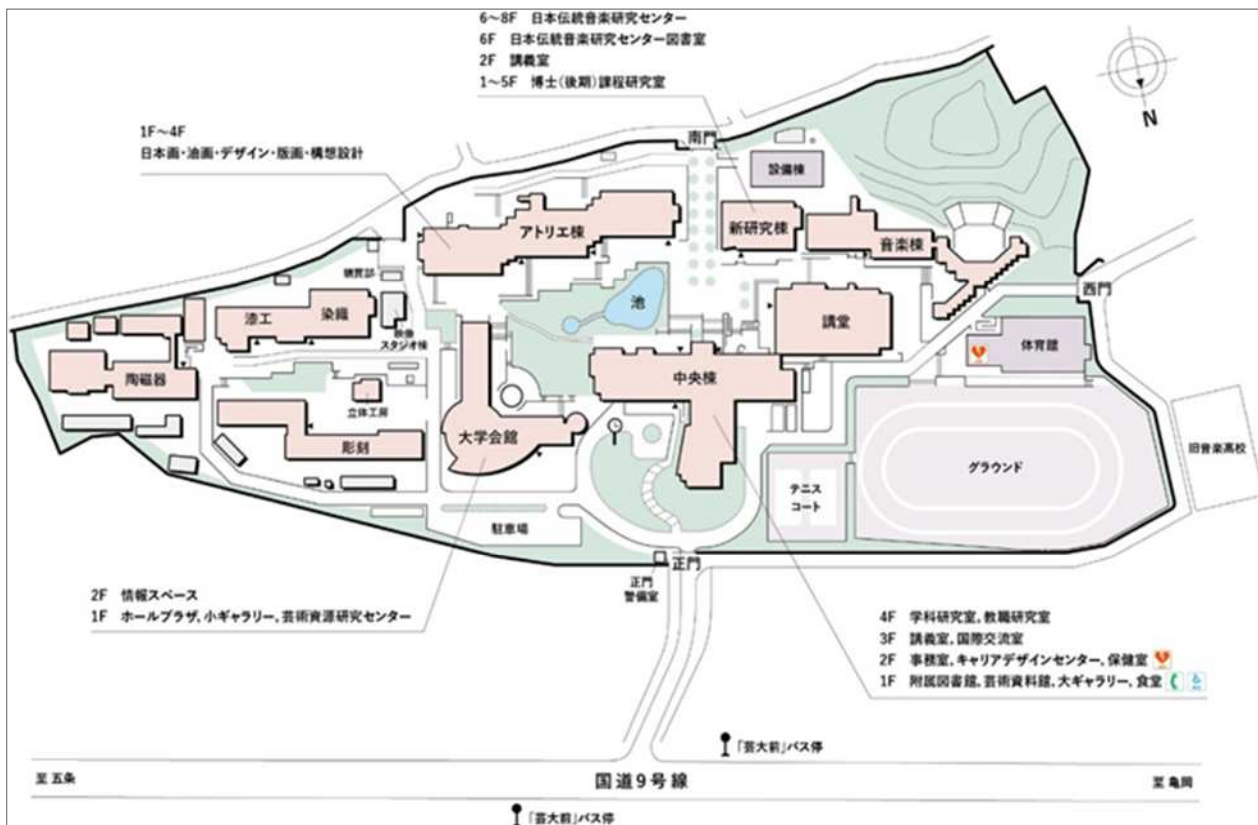 6～8F 日本伝統音楽研究センター
6F 日本伝統音楽研究センター図書室
2F 講義室
1～5F 博士(後期)課程研究室
N
1F～4F
日本画・油画・デザイン・版画・構想設計
南門
設備棟
アトリエ棟
新研究棟
音楽棟
購買部
西門
池
講堂
漆工
染織
映像
スタジオ棟
体育館
陶磁器
中央棟
立体工房
大学会館
彫刻
グラウンド
旧音楽高校
テニス
コート
駐車場
正門
正門
警備室
2F 情報スペース
1F ホールプラザ, 小ギャラリー, 芸術資源研究センター
4F 学科研究室, 教職研究室
3F 講義室, 国際交流室
2F 事務室, キャリアデザインセンター, 保健室
1F 附属図書館, 芸術資料館, 大ギャラリー, 食堂
「芸大前」バス停
至 五条
国道9号線
至 亀岡
「芸大前」バス停